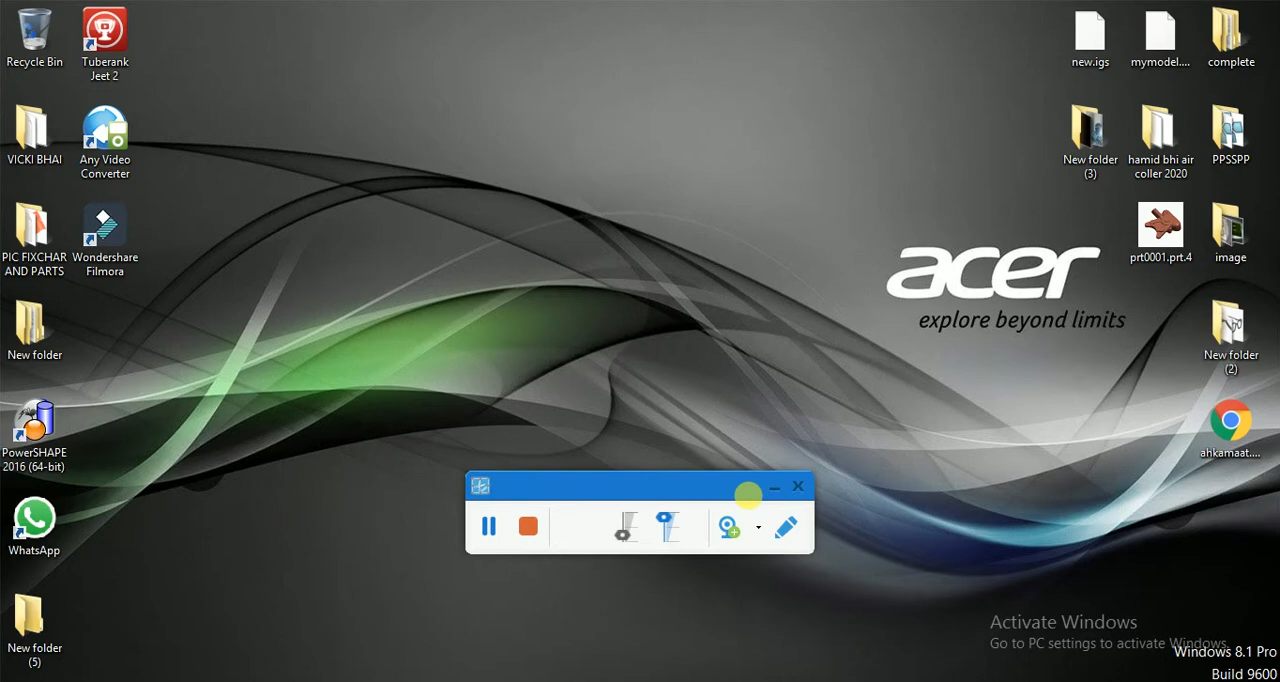 Recycle Bin
Tuberank
Jeet 2
VICKI BHAI
Any Video
Converter
PIC FIXCHAR
AND PARTS
Wondershare
Filmora
New folder
PowerSHAPE
2016 (64-bit)
WhatsApp
New folder
(5)
new.igs
mymodel....
complete
New folder
(3)
hamid bhi air
coller 2020
PPSSPP
prt0001.prt.4
image
acer
explore beyond limits
New folder
(2)
ahkamaat....
Activate Windows
Go to PC settings to activate Windows.
Windows 8.1 Pro
Build 9600